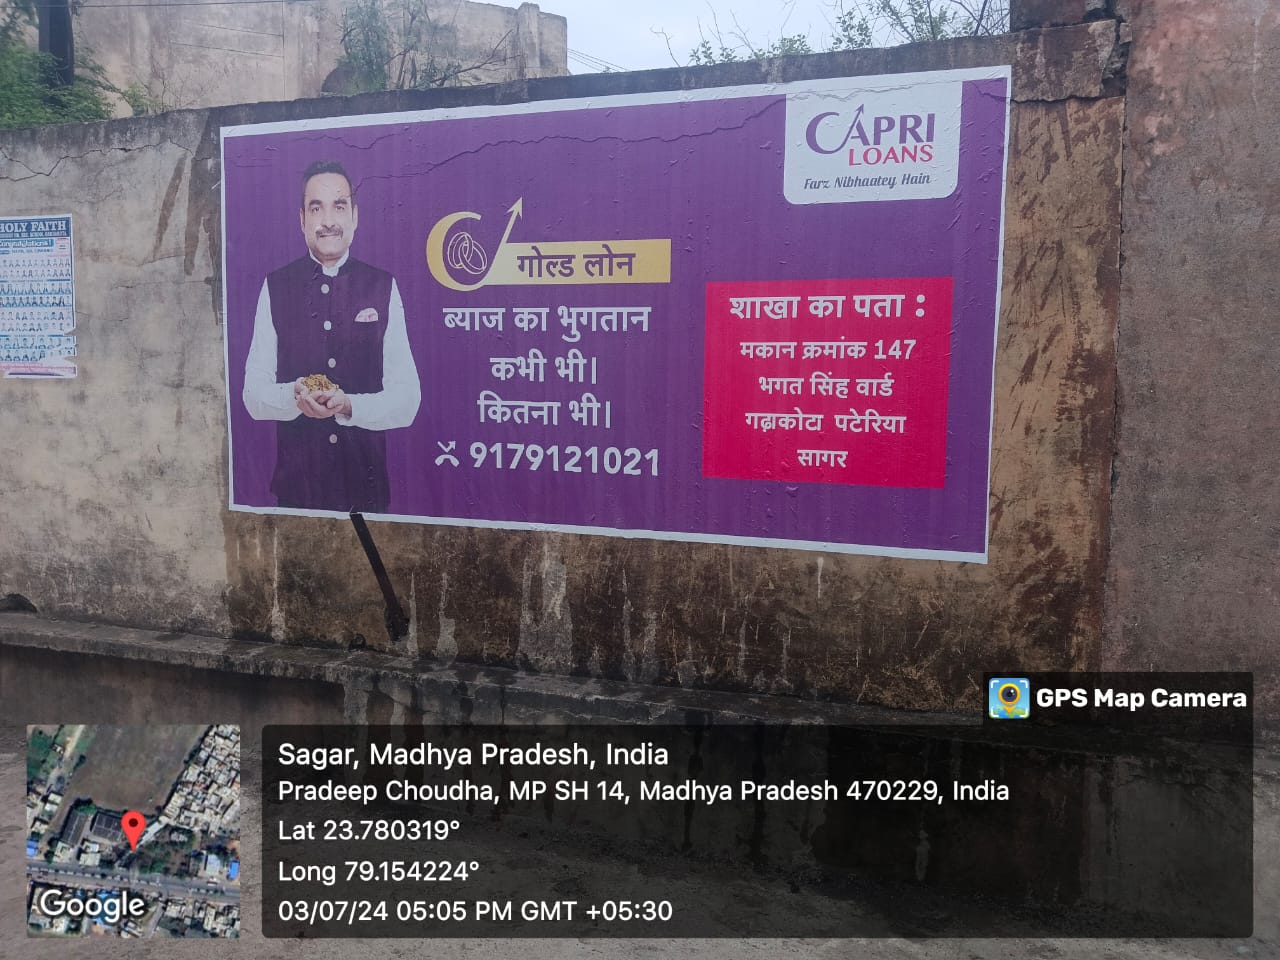 HOLY FAITH
Congratulations!
CAPRI
LOANS
Farz Nibhaatey Hain
गोल्ड लोन
ब्याज का भुगतान
कभी भी।
कितना भी।
9179121021
शाखा का पता :
मकान क्रमांक 147
भगत सिंह वार्ड
गढ़ाकोटा पटेरिया
सागर
GPS Map Camera
Sagar, Madhya Pradesh, India
Pradeep Choudha, MP SH 14, Madhya Pradesh 470229, India
Lat 23.780319°
Long 79.154224°
03/07/24 05:05 PM GMT +05:30
Google